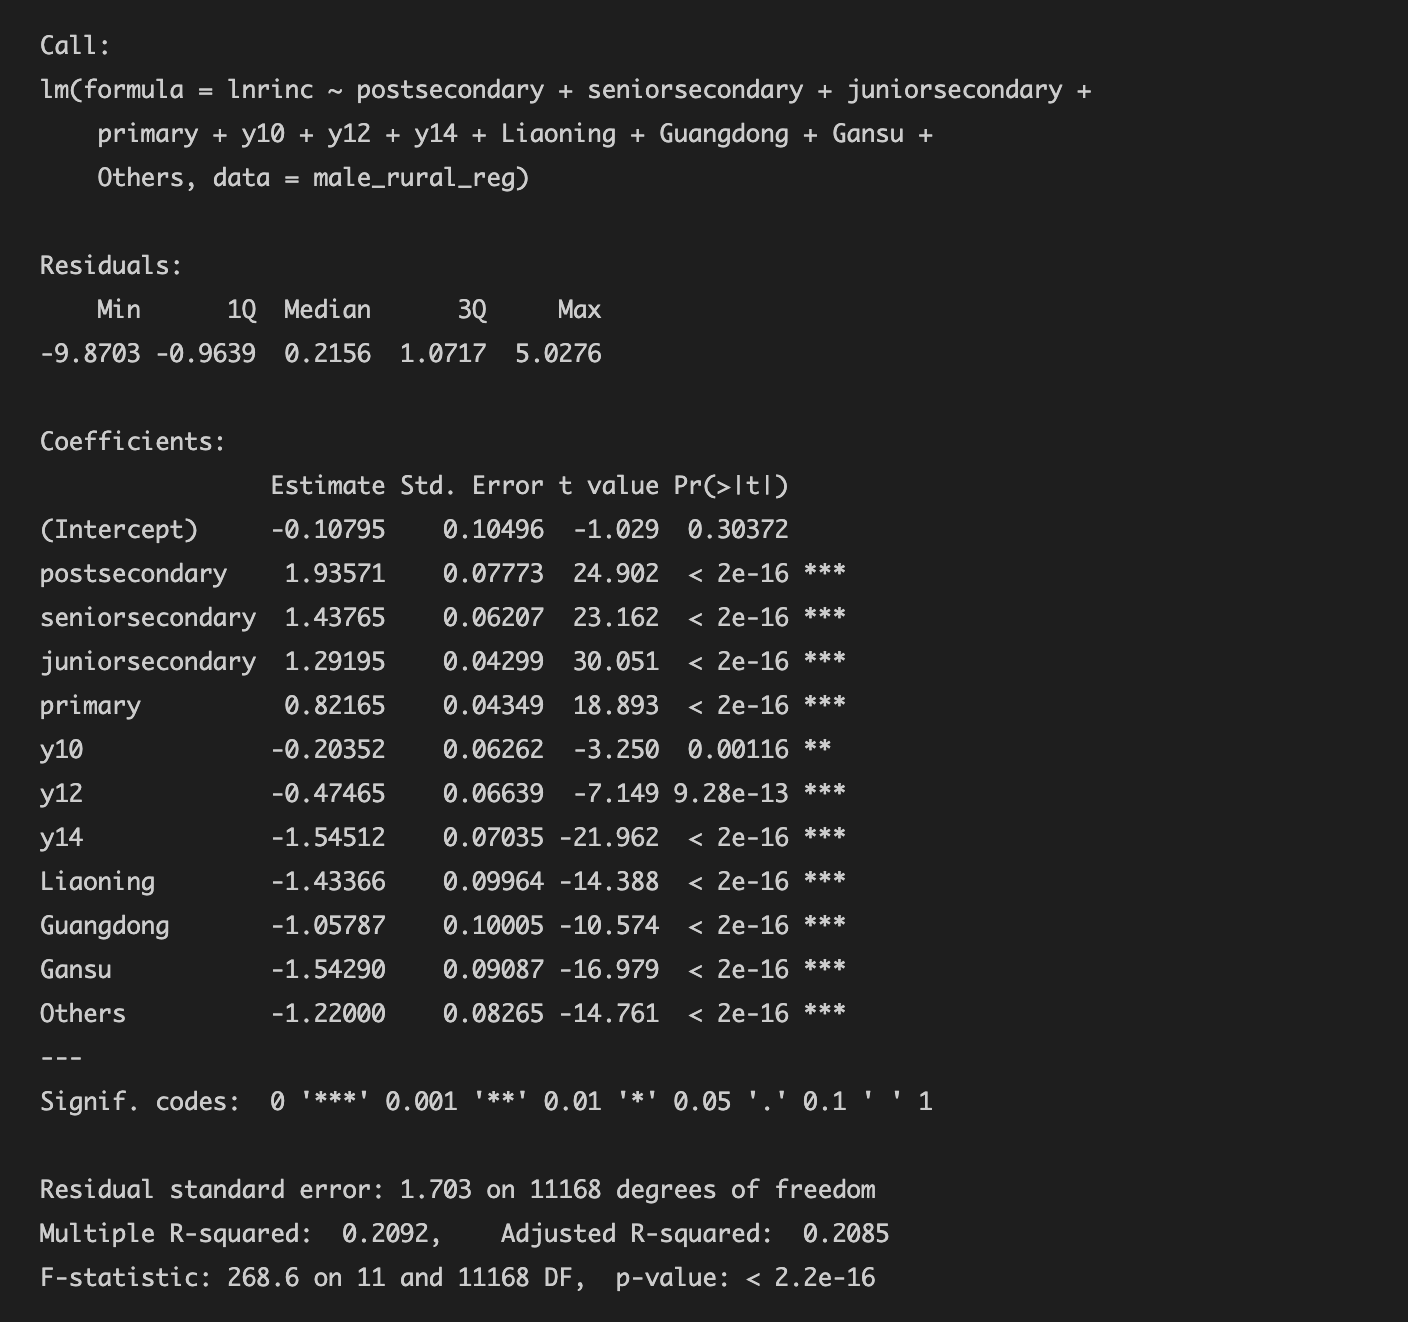 Call:
lm(formula = lnrinc ~ postsecondary + seniorsecondary + juniorsecondary +
    primary + y10 + y12 + y14 + Liaoning + Guangdong + Gansu +
    Others, data = male_rural_reg)

Residuals:
    Min      1Q  Median      3Q     Max
-9.8703 -0.9639  0.2156  1.0717  5.0276

Coefficients:
                Estimate Std. Error t value Pr(>|t|)
(Intercept)     -0.10795    0.10496  -1.029  0.30372
postsecondary    1.93571    0.07773  24.902  < 2e-16 ***
seniorsecondary  1.43765    0.06207  23.162  < 2e-16 ***
juniorsecondary  1.29195    0.04299  30.051  < 2e-16 ***
primary          0.82165    0.04349  18.893  < 2e-16 ***
y10             -0.20352    0.06262  -3.250  0.00116 **
y12             -0.47465    0.06639  -7.149 9.28e-13 ***
y14             -1.54512    0.07035 -21.962  < 2e-16 ***
Liaoning        -1.43366    0.09964 -14.388  < 2e-16 ***
Guangdong       -1.05787    0.10005 -10.574  < 2e-16 ***
Gansu           -1.54290    0.09087 -16.979  < 2e-16 ***
Others          -1.22000    0.08265 -14.761  < 2e-16 ***
---
Signif. codes:  0 '***' 0.001 '**' 0.01 '*' 0.05 '.' 0.1 ' ' 1

Residual standard error: 1.703 on 11168 degrees of freedom
Multiple R-squared:  0.2092,    Adjusted R-squared:  0.2085
F-statistic: 268.6 on 11 and 11168 DF,  p-value: < 2.2e-16